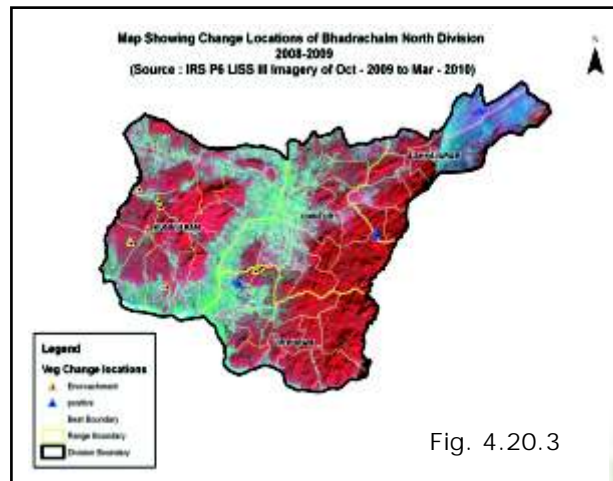 Map Showing Change Locations of Bhadrachalm North Division
2008-2009
(Source : IRS P6 LISS III Imagery of Oct - 2009 to Mar - 2010)
N
Legend
Veg Change locations
Encroachment
positive
Beat Boundary
Range Boundary
Division Boundary
Fig. 4.20.3